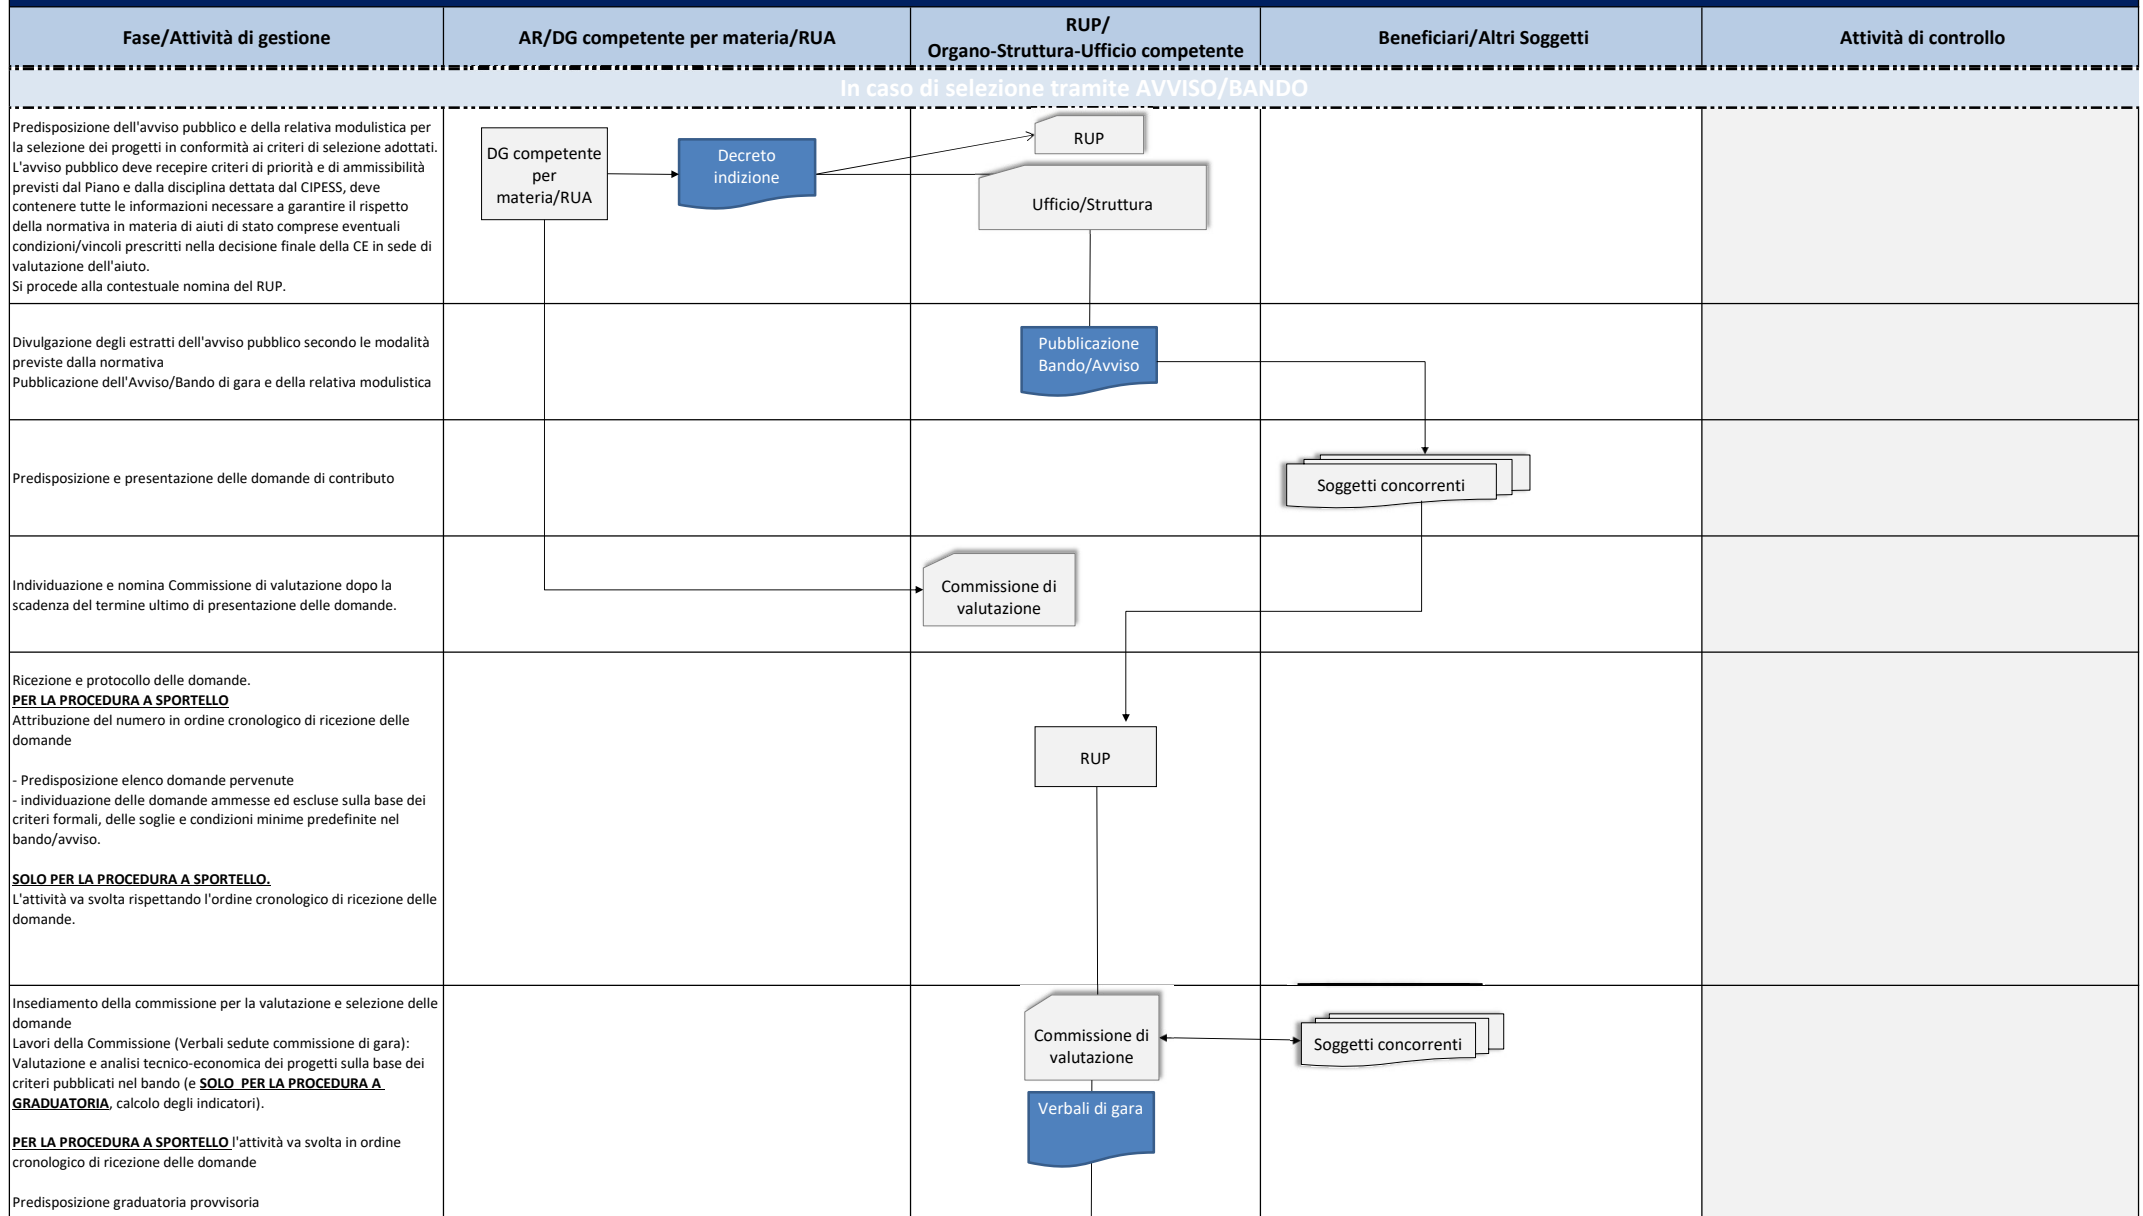 Fase/Attività di gestione
AR/DG competente per materia/RUA
RUP/
Organo-Struttura-Ufficio competente
Beneficiari/Altri Soggetti
Attività di controllo
In caso di selezione tramite AVVISO/BANDO
Predisposizione dell'avviso pubblico e della relativa modulistica per
la selezione dei progetti in conformità ai criteri di selezione adottati.
L'avviso pubblico deve recepire criteri di priorità e di ammissibilità
previsti dal Piano e dalla disciplina dettata dal CIPESS, deve
contenere tutte le informazioni necessare a garantire il rispetto
della normativa in materia di aiuti di stato comprese eventuali
condizioni/vincoli prescritti nella decisione finale della CE in sede di
valutazione dell'aiuto.
Si procede alla contestuale nomina del RUP.
DG competente
per
materia/RUA
Decreto
indizione
RUP
Ufficio/Struttura
Divulgazione degli estratti dell'avviso pubblico secondo le modalità
previste dalla normativa
Pubblicazione dell'Avviso/Bando di gara e della relativa modulistica
Pubblicazione
Bando/Avviso
Predisposizione e presentazione delle domande di contributo
Soggetti concorrenti
Individuazione e nomina Commissione di valutazione dopo la
scadenza del termine ultimo di presentazione delle domande.
Commissione di
valutazione
Ricezione e protocollo delle domande.
PER LA PROCEDURA A SPORTELLO
Attribuzione del numero in ordine cronologico di ricezione delle
domande
- Predisposizione elenco domande pervenute
- individuazione delle domande ammesse ed escluse sulla base dei
criteri formali, delle soglie e condizioni minime predefinite nel
bando/avviso.
SOLO PER LA PROCEDURA A SPORTELLO.
L'attività va svolta rispettando l'ordine cronologico di ricezione delle
domande.
RUP
Insediamento della commissione per la valutazione e selezione delle
domande
Lavori della Commissione (Verbali sedute commissione di gara):
Valutazione e analisi tecnico-economica dei progetti sulla base dei
criteri pubblicati nel bando (e SOLO  PER LA PROCEDURA A
GRADUATORIA, calcolo degli indicatori).
PER LA PROCEDURA A SPORTELLO l'attività va svolta in ordine
cronologico di ricezione delle domande
Predisposizione graduatoria provvisoria
Commissione di
valutazione
Soggetti concorrenti
Verbali di gara